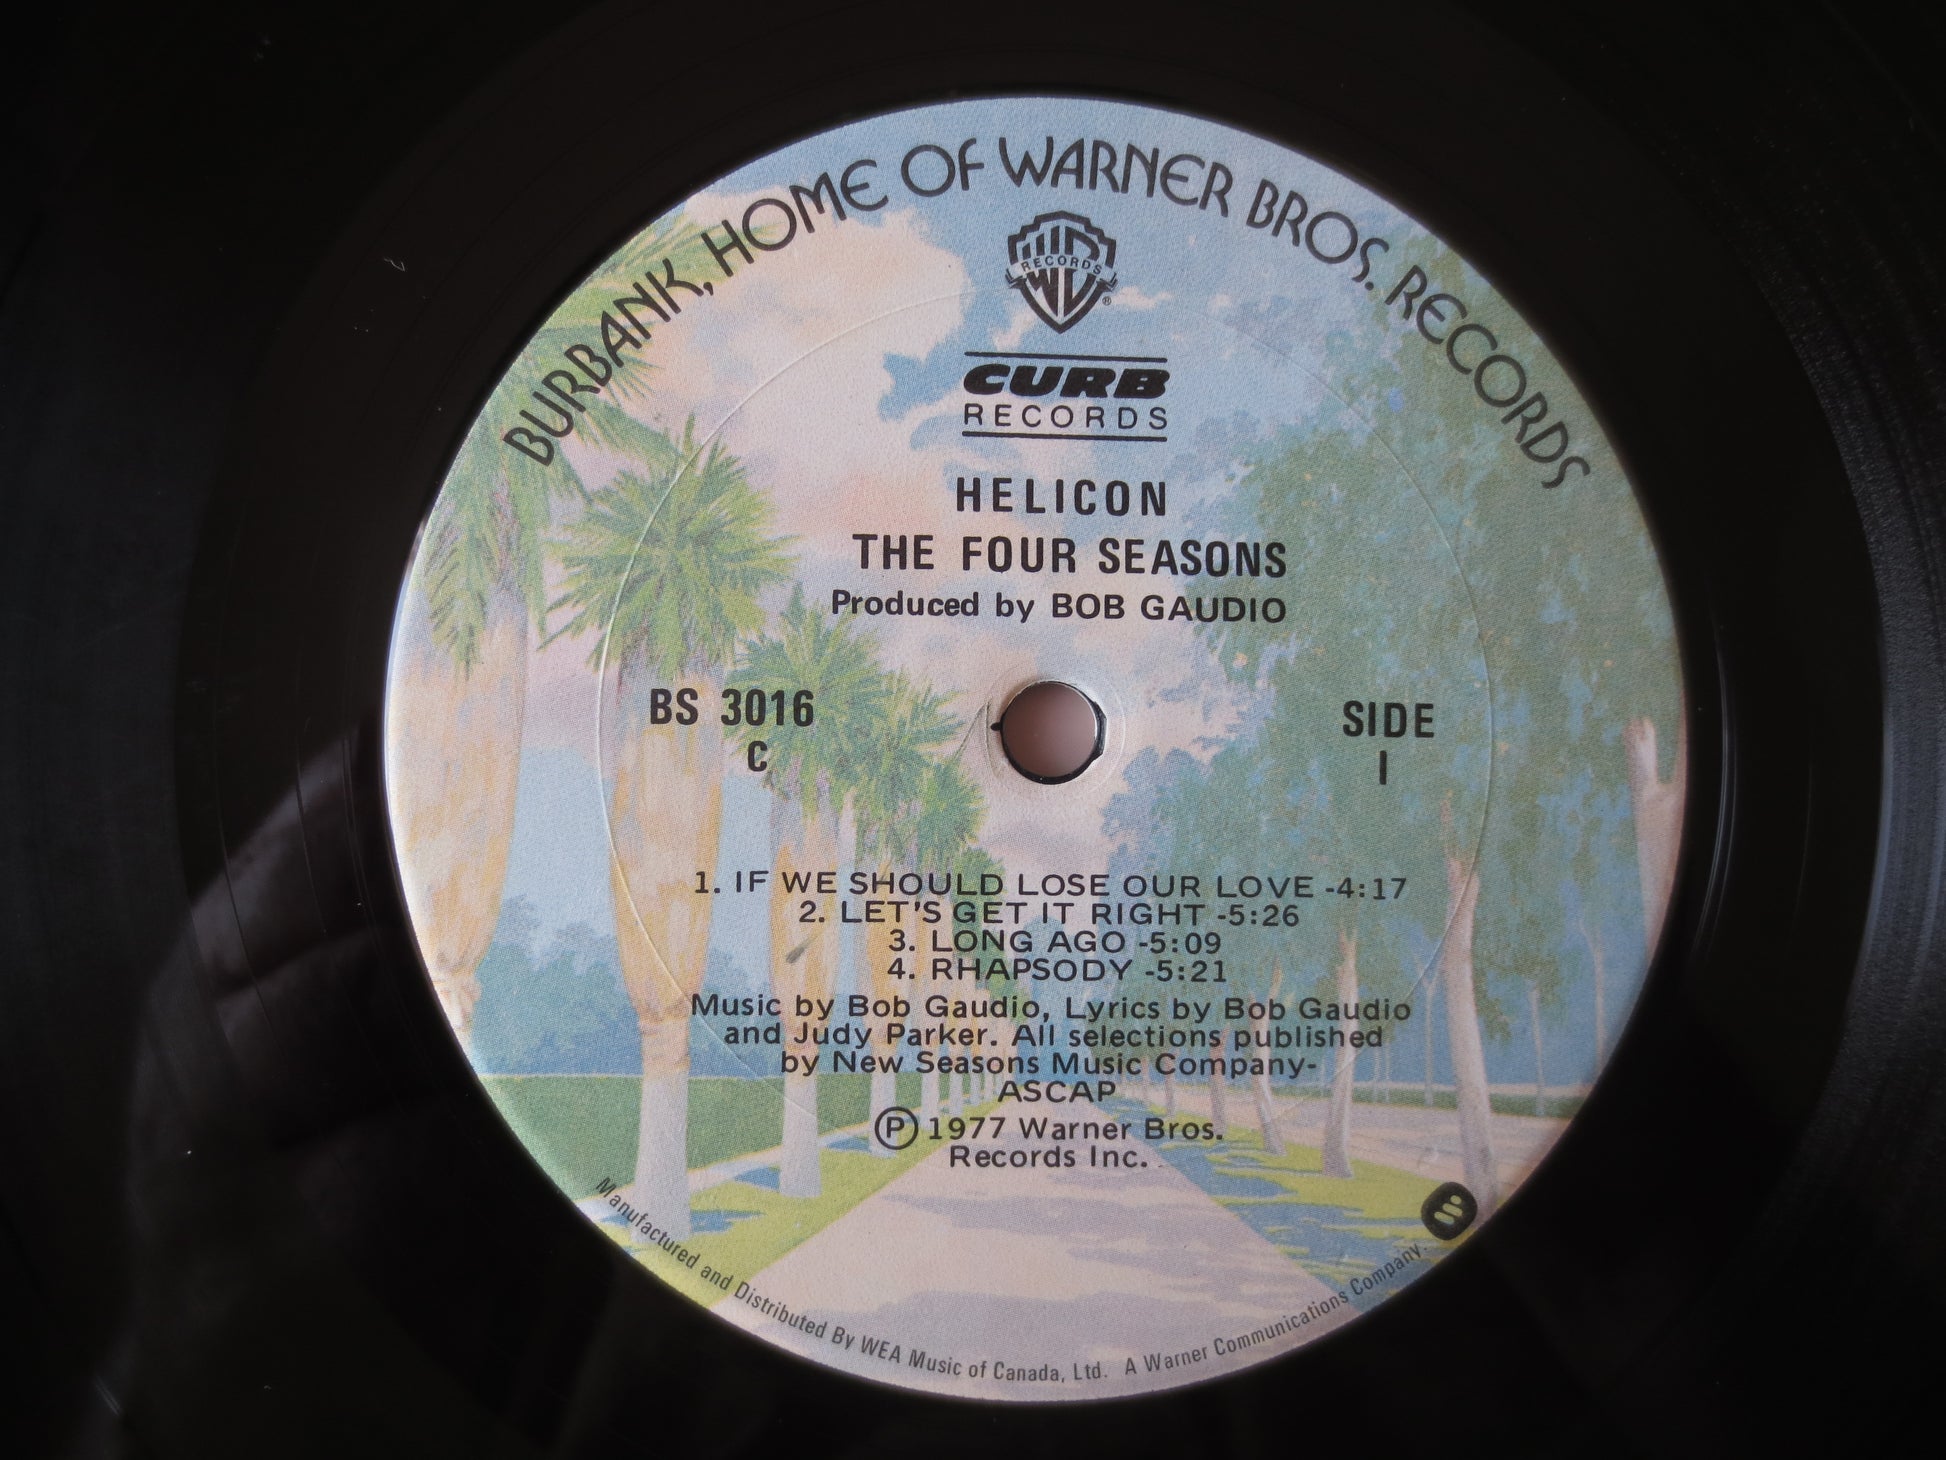 BURBANK, HOME OF WARNER BROS. RECORDS
RECORDS
CURB
RECORDS
HELICON
THE FOUR SEASONS
Produced by BOB GAUDIO
BS 3016
C
SIDE
I
1. IF WE SHOULD LOSE OUR LOVE -4:17
2. LET'S GET IT RIGHT -5:26
3. LONG AGO -5:09
4. RHAPSODY -5:21
Music by Bob Gaudio, Lyrics by Bob Gaudio
and Judy Parker. All selections published
by New Seasons Music Company-
ASCAP
Ⓟ 1977 Warner Bros.
Records Inc.
Manufactured and Distributed By WEA Music of Canada, Ltd. A Warner Communications Company.